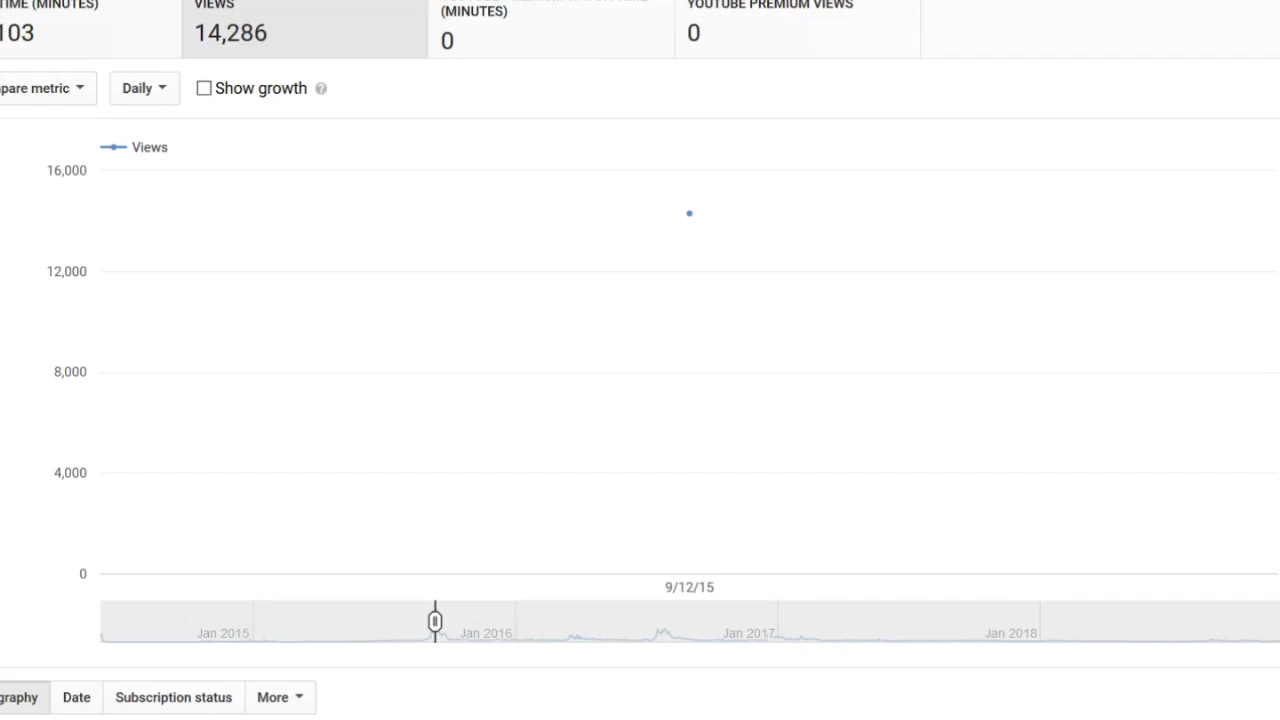 TIME (MINUTES)
103
VIEWS
14,286
(MINUTES)
0
YOUTUBE PREMIUM VIEWS
0
pare metric
Daily
Show growth ?
Views
16,000
12,000
8,000
4,000
0
9/12/15
Jan 2015
Jan 2016
Jan 2017
Jan 2018
graphy
Date
Subscription status
More